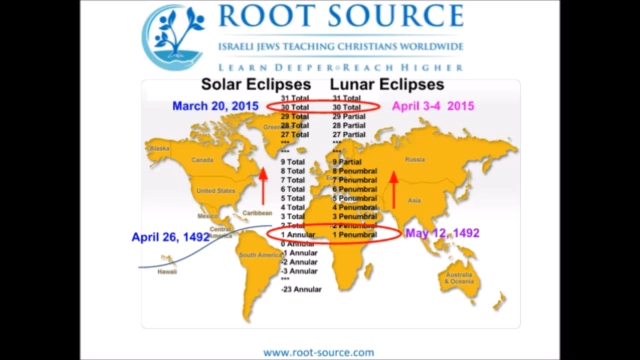 ROOT SOURCE
ISRAELI JEWS TEACHING CHRISTIANS WORLDWIDE
LEARN DEEPER REACH HIGHER
Solar Eclipses Lunar Eclipses
31 Total 31 Total
March 20, 2015 30 Total 30 Total April 3-4 2015
29 Total 29 Partial
28 Total 28 Partial
27 Total 27 Partial
*** ***
*** ***
9 Total 9 Partial
8 Total 8 Penumbral
7 Total 7 Penumbral
6 Total 6 Penumbral
5 Total 5 Penumbral
4 Total 4 Penumbral
3 Total 3 Penumbral
2 Total 2 Penumbral
April 26, 1492 1 Annular 1 Penumbral May 12, 1492
0 Annular
-1 Annular
-2 Annular
-3 Annular
***
-23 Annular
Alaska
Canada
United States
Mexico
Caribbean
Central
Hawaii
South America
Russia
Asia
Africa
Australia
& Oceania
www.root-source.com